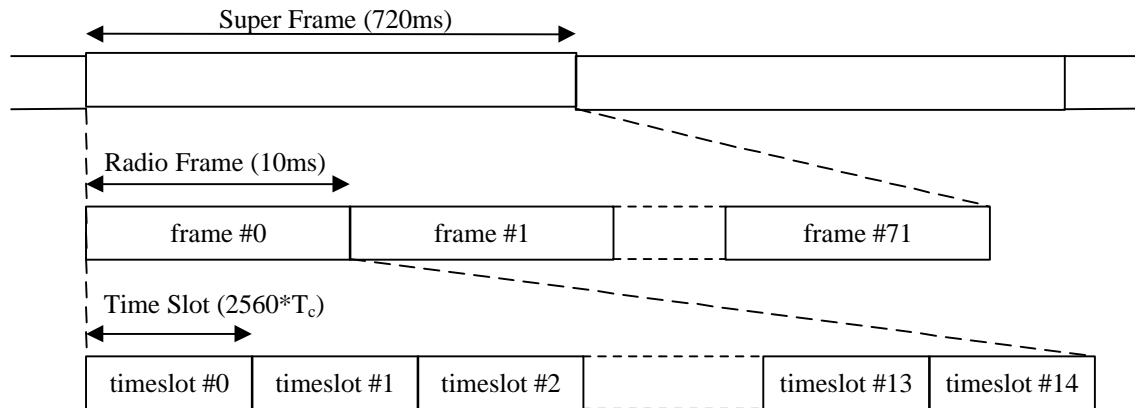 Super Frame (720ms)
Radio Frame (10ms)
frame #0 frame #1 frame #71
Time Slot (2560*Tc)
timeslot #0 timeslot #1 timeslot #2 timeslot #13 timeslot #14